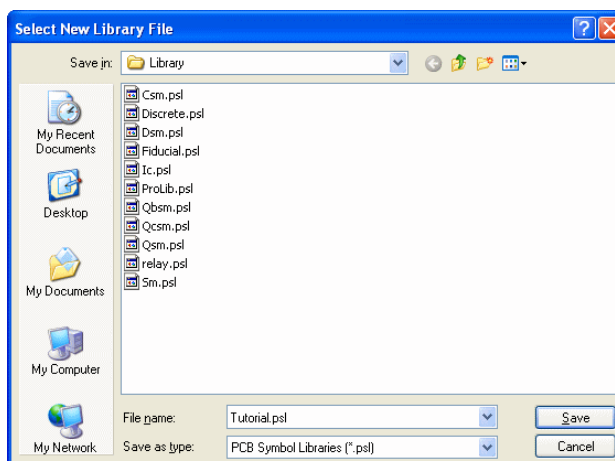 Select New Library File
Save in: Library
My Recent Documents
Desktop
My Documents
My Computer
My Network
Csm.psl
Discrete.psl
Dsm.psl
Fiducial.psl
Ic.psl
ProLib.psl
Qbsm.psl
Qcsm.psl
Qsm.psl
relay.psl
Sm.psl
File name: Tutorial.psl Save
Save as type: PCB Symbol Libraries (*.psl) Cancel